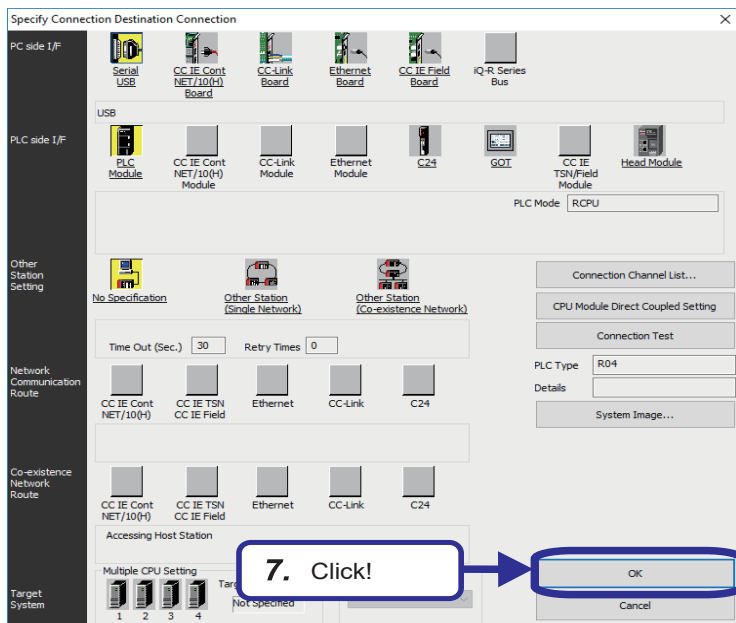 Specify Connection Destination Connection
PC side I/F
Serial USB
CC IE Cont NET/10(H) Board
CC-Link Board
Ethernet Board
CC IE Field Board
iQ-R Series Bus
USB
PLC side I/F
PLC Module
CC IE Cont NET/10(H) Module
CC-Link Module
Ethernet Module
C24
GOT
CC IE TSN/Field Module
Head Module
PLC Mode RCPU
Other Station Setting
No Specification
Other Station (Single Network)
Other Station (Co-existence Network)
Connection Channel List...
CPU Module Direct Coupled Setting
Connection Test
Time Out (Sec.) 30 Retry Times 0
PLC Type R04
Details
System Image...
Network Communication Route
CC IE Cont NET/10(H)
CC IE TSN CC IE Field
Ethernet
CC-Link
C24
Co-existence Network Route
CC IE Cont NET/10(H)
CC IE TSN CC IE Field
Ethernet
CC-Link
C24
Accessing Host Station
7. Click!
OK
Multiple CPU Setting
Target System
1 2 3 4
Not Specified
Cancel